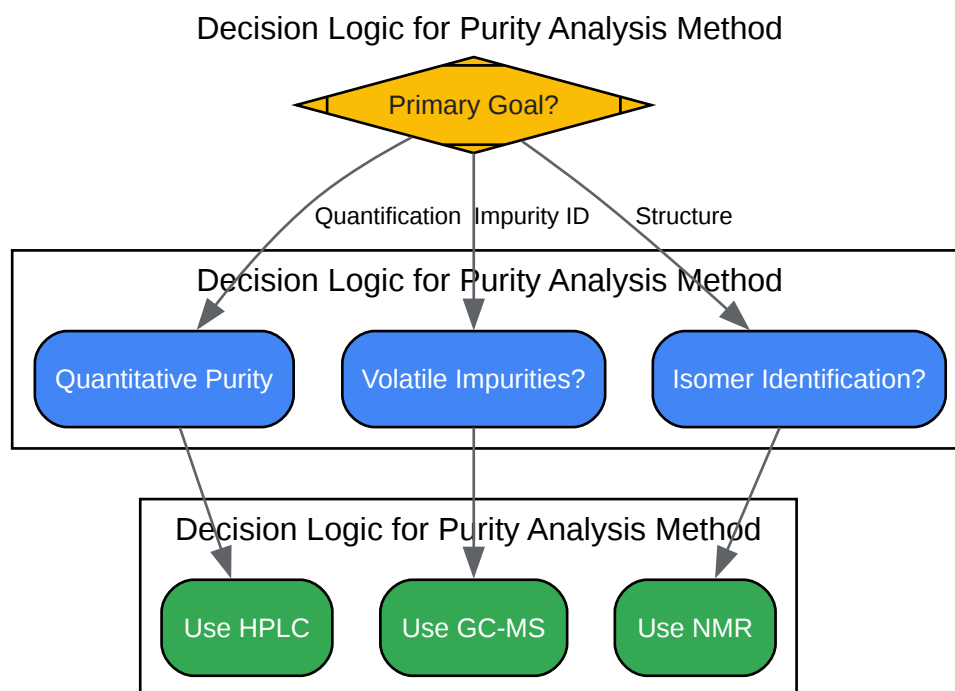 Decision Logic for Purity Analysis Method
Primary Goal?
Quantification
Impurity ID
Structure
Decision Logic for Purity Analysis Method
Quantitative Purity
Volatile Impurities?
Isomer Identification?
Decision Logic for Purity Analysis Method
Use HPLC
Use GC-MS
Use NMR